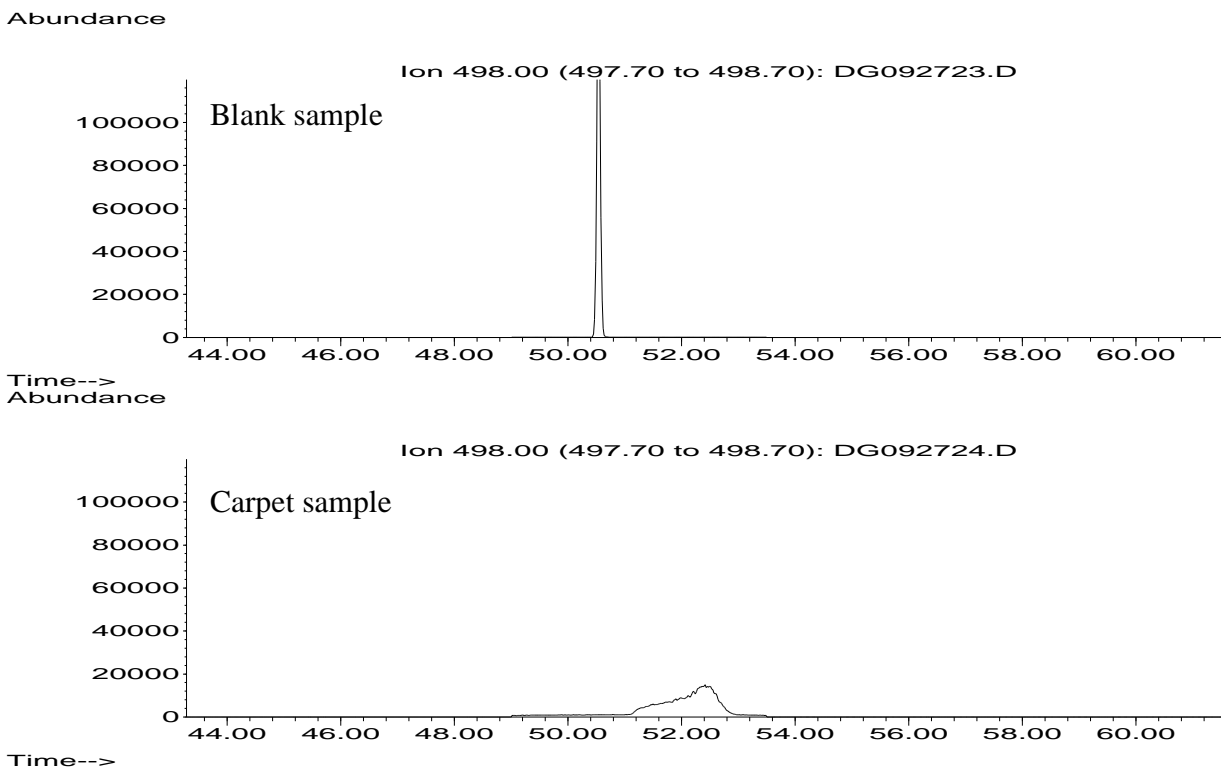 Abundance
Ion 498.00 (497.70 to 498.70): DG092723.D
Blank sample
100000
80000
60000
40000
20000
0
44.00 46.00 48.00 50.00 52.00 54.00 56.00 58.00 60.00
Time-->
Abundance
Ion 498.00 (497.70 to 498.70): DG092724.D
Carpet sample
100000
80000
60000
40000
20000
0
44.00 46.00 48.00 50.00 52.00 54.00 56.00 58.00 60.00
Time-->